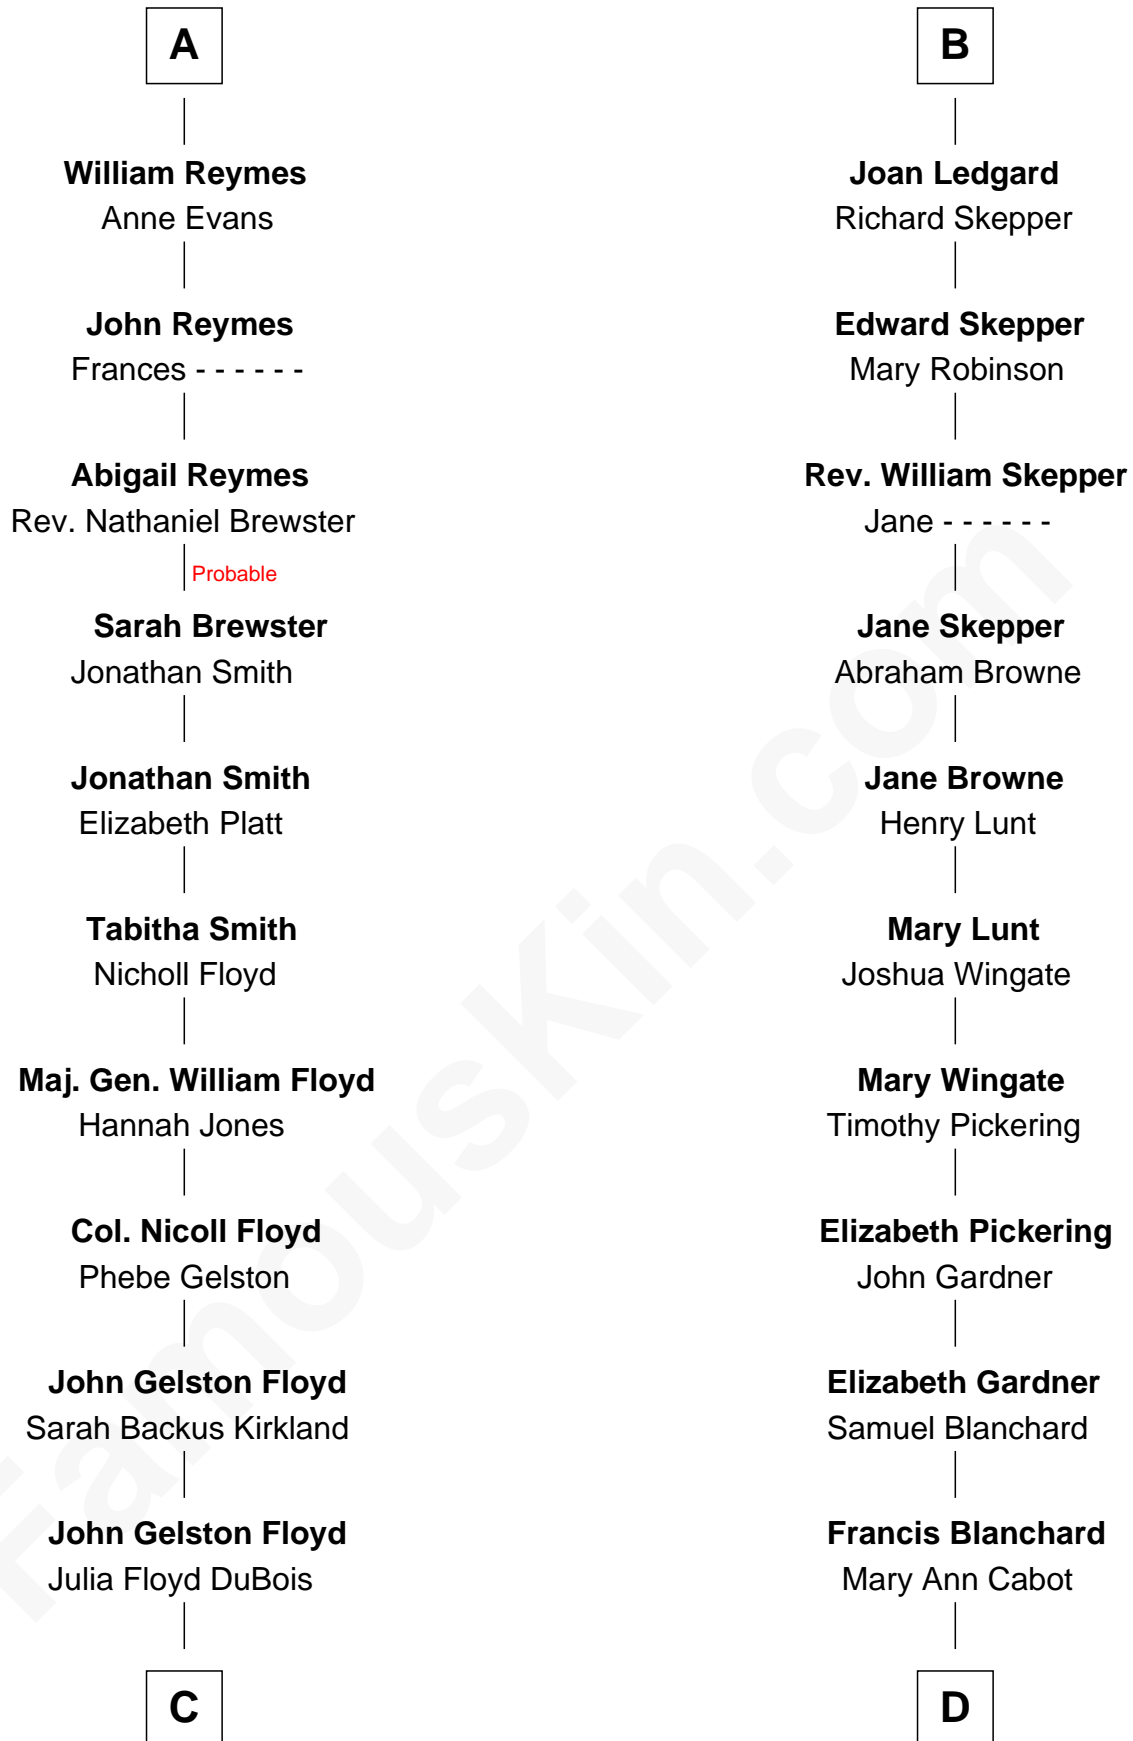 A
William Reymes
Anne Evans
John Reymes
Frances - - - - - -
Abigail Reymes
Rev. Nathaniel Brewster
Probable
Sarah Brewster
Jonathan Smith
Jonathan Smith
Elizabeth Platt
Tabitha Smith
Nicholl Floyd
Maj. Gen. William Floyd
Hannah Jones
Col. Nicoll Floyd
Phebe Gelston
John Gelston Floyd
Sarah Backus Kirkland
John Gelston Floyd
Julia Floyd DuBois
C
B
Joan Ledgard
Richard Skepper
Edward Skepper
Mary Robinson
Rev. William Skepper
Jane - - - - - -
Jane Skepper
Abraham Browne
Jane Browne
Henry Lunt
Mary Lunt
Joshua Wingate
Mary Wingate
Timothy Pickering
Elizabeth Pickering
John Gardner
Elizabeth Gardner
Samuel Blanchard
Francis Blanchard
Mary Ann Cabot
D
FamousKin.com